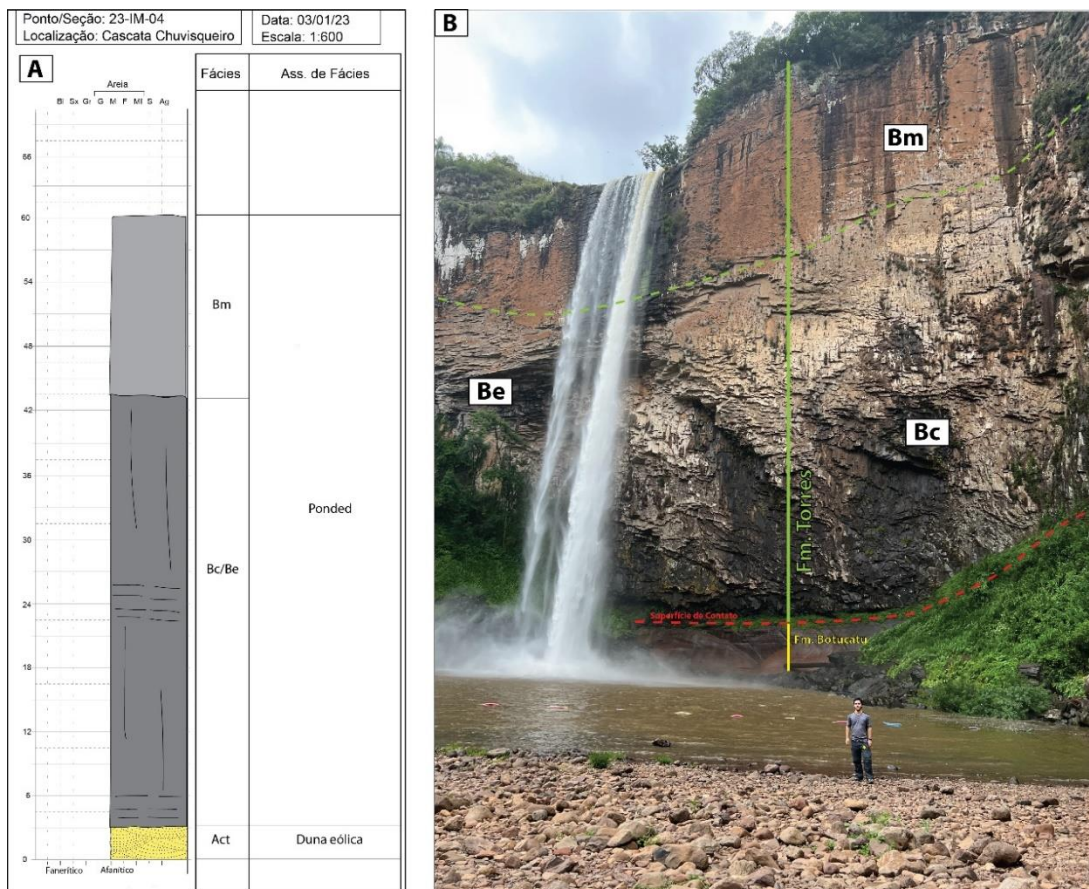 Ponto/Seção: 23-IM-04
Localização: Cascata Chuvisqueiro
Data: 03/01/23
Escala: 1:600
A
Areia
Bl Sx Gr G M F Mf S Ag
Fácies
Ass. de Fácies
66
60
54
48
42
36
30
24
18
12
6
0
Bm
Bc/Be
Act
Ponded
Duna eólica
Fanerítico
Afanítico
B
Bm
Be
Bc
Fm. Torres
Superfície de Contato
Fm. Botucatu